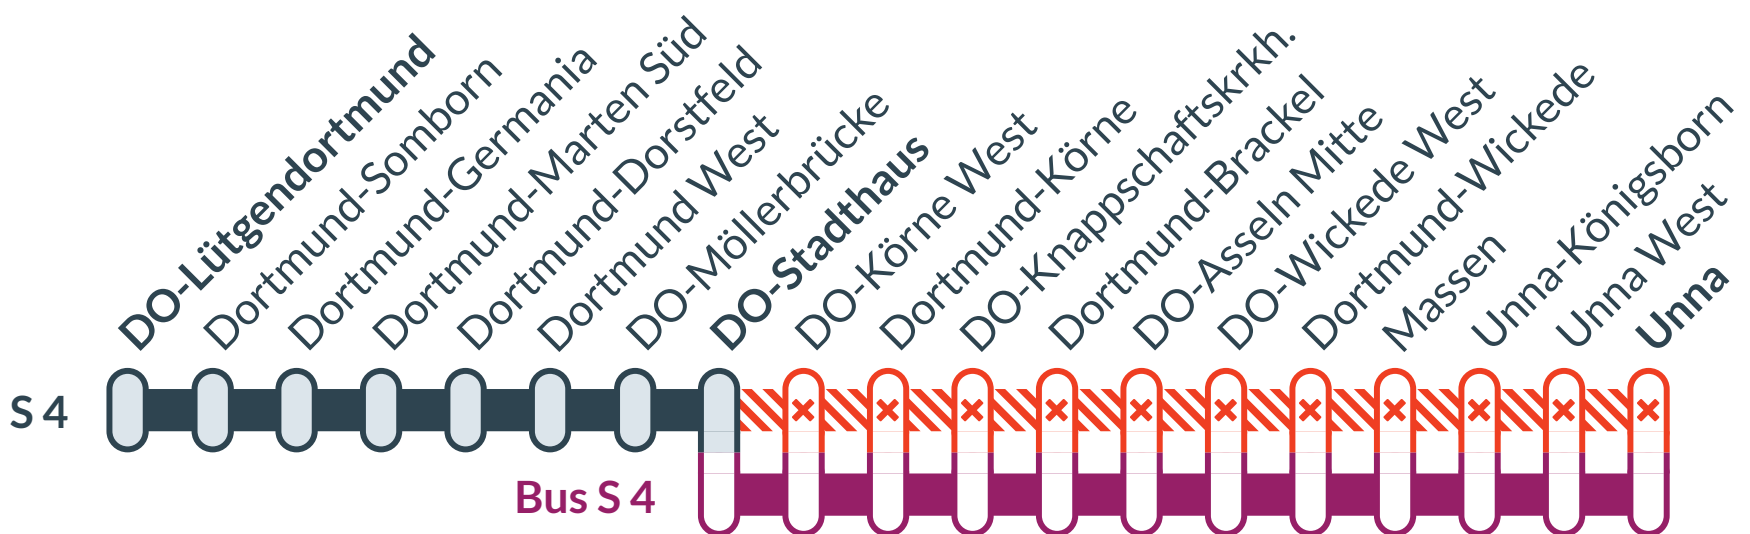 DO-Lütgendortmund
Dortmund-Somborn
Dortmund-Germania
Dortmund-Marten Süd
Dortmund-Dorstfeld
Dortmund West
DO-Möllerbrücke
DO-Stadthaus
DO-Körne West
Dortmund-Körne
DO-Knappschaftskrkh.
Dortmund-Brackel
DO-Asseln Mitte
DO-Wickede West
Dortmund-Wickede
Massen
Unna-Königsborn
Unna West
Unna
S 4
Bus S 4